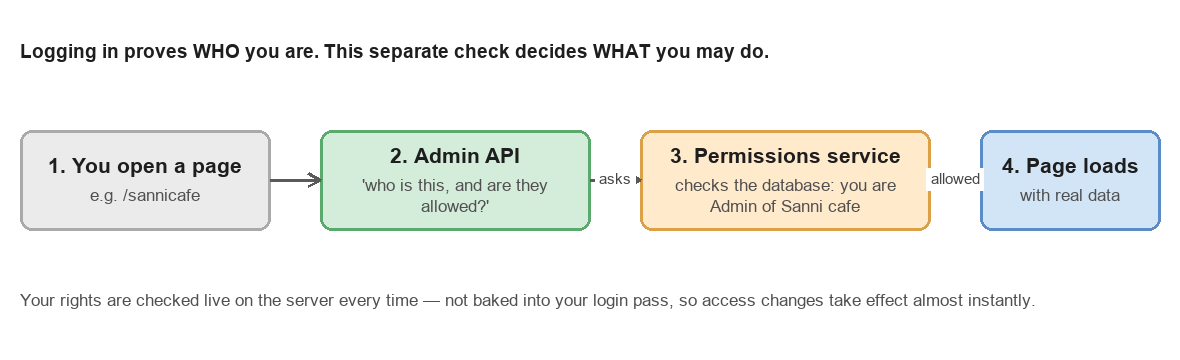 Logging in proves WHO you are. This separate check decides WHAT you may do.
1. You open a page
e.g. /sannicafe
2. Admin API
'who is this, and are they
allowed?'
asks
3. Permissions service
checks the database: you are
Admin of Sanni cafe
allowed
4. Page loads
with real data
Your rights are checked live on the server every time — not baked into your login pass, so access changes take effect almost instantly.